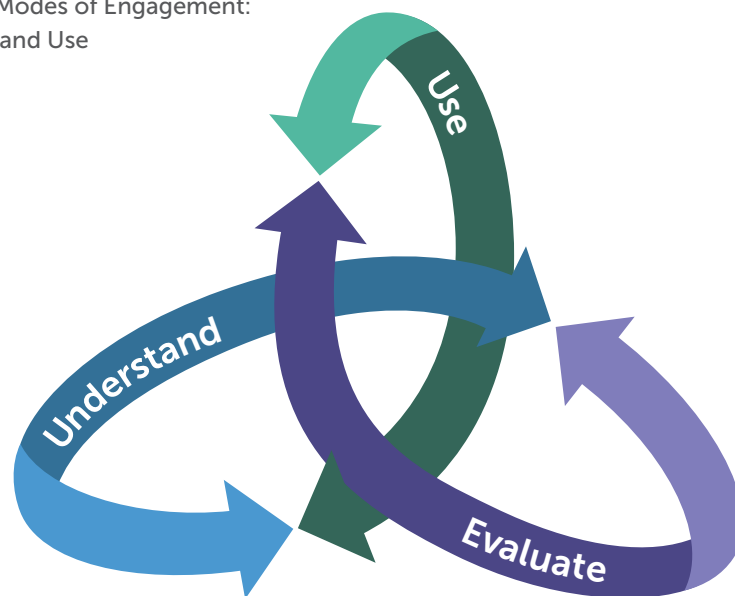 Modes of Engagement:
and Use
Use
Understand
Evaluate